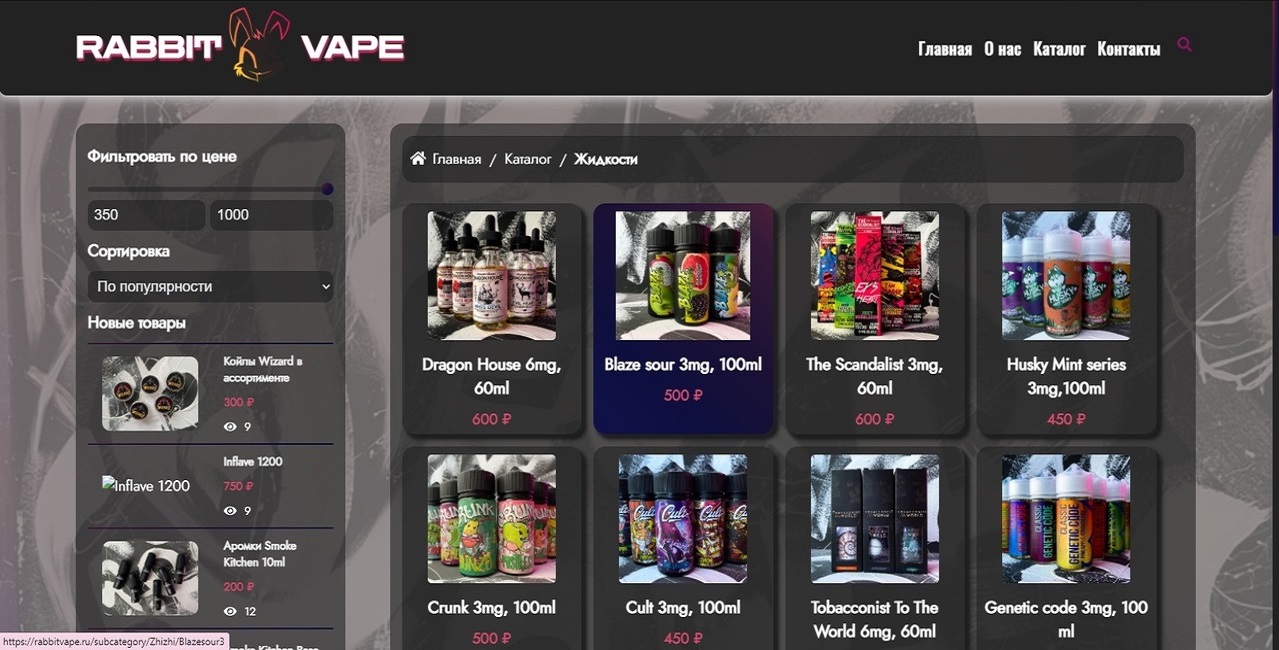 RABBIT VAPE
Главная О нас Каталог Контакты
Фильтровать по цене
350 1000
Сортировка
По популярности
Новые товары
Койлы Wizard в
ассортименте
300 ₽
9
Inflave 1200
Inflave 1200
750 ₽
9
Аромки Smoke
Kitchen 10ml
200 ₽
12
Главная / Каталог / Жидкости
Dragon House 6mg,
60ml
600 ₽
Blaze sour 3mg, 100ml
500 ₽
The Scandalist 3mg,
60ml
600 ₽
Husky Mint series
3mg,100ml
450 ₽
Crunk 3mg, 100ml
500 ₽
Cult 3mg, 100ml
450 ₽
Tobacconist To The
World 6mg, 60ml
Genetic code 3mg, 100
ml
https://rabbitvape.ru/subcategory/Zhizhi/Blazesour3